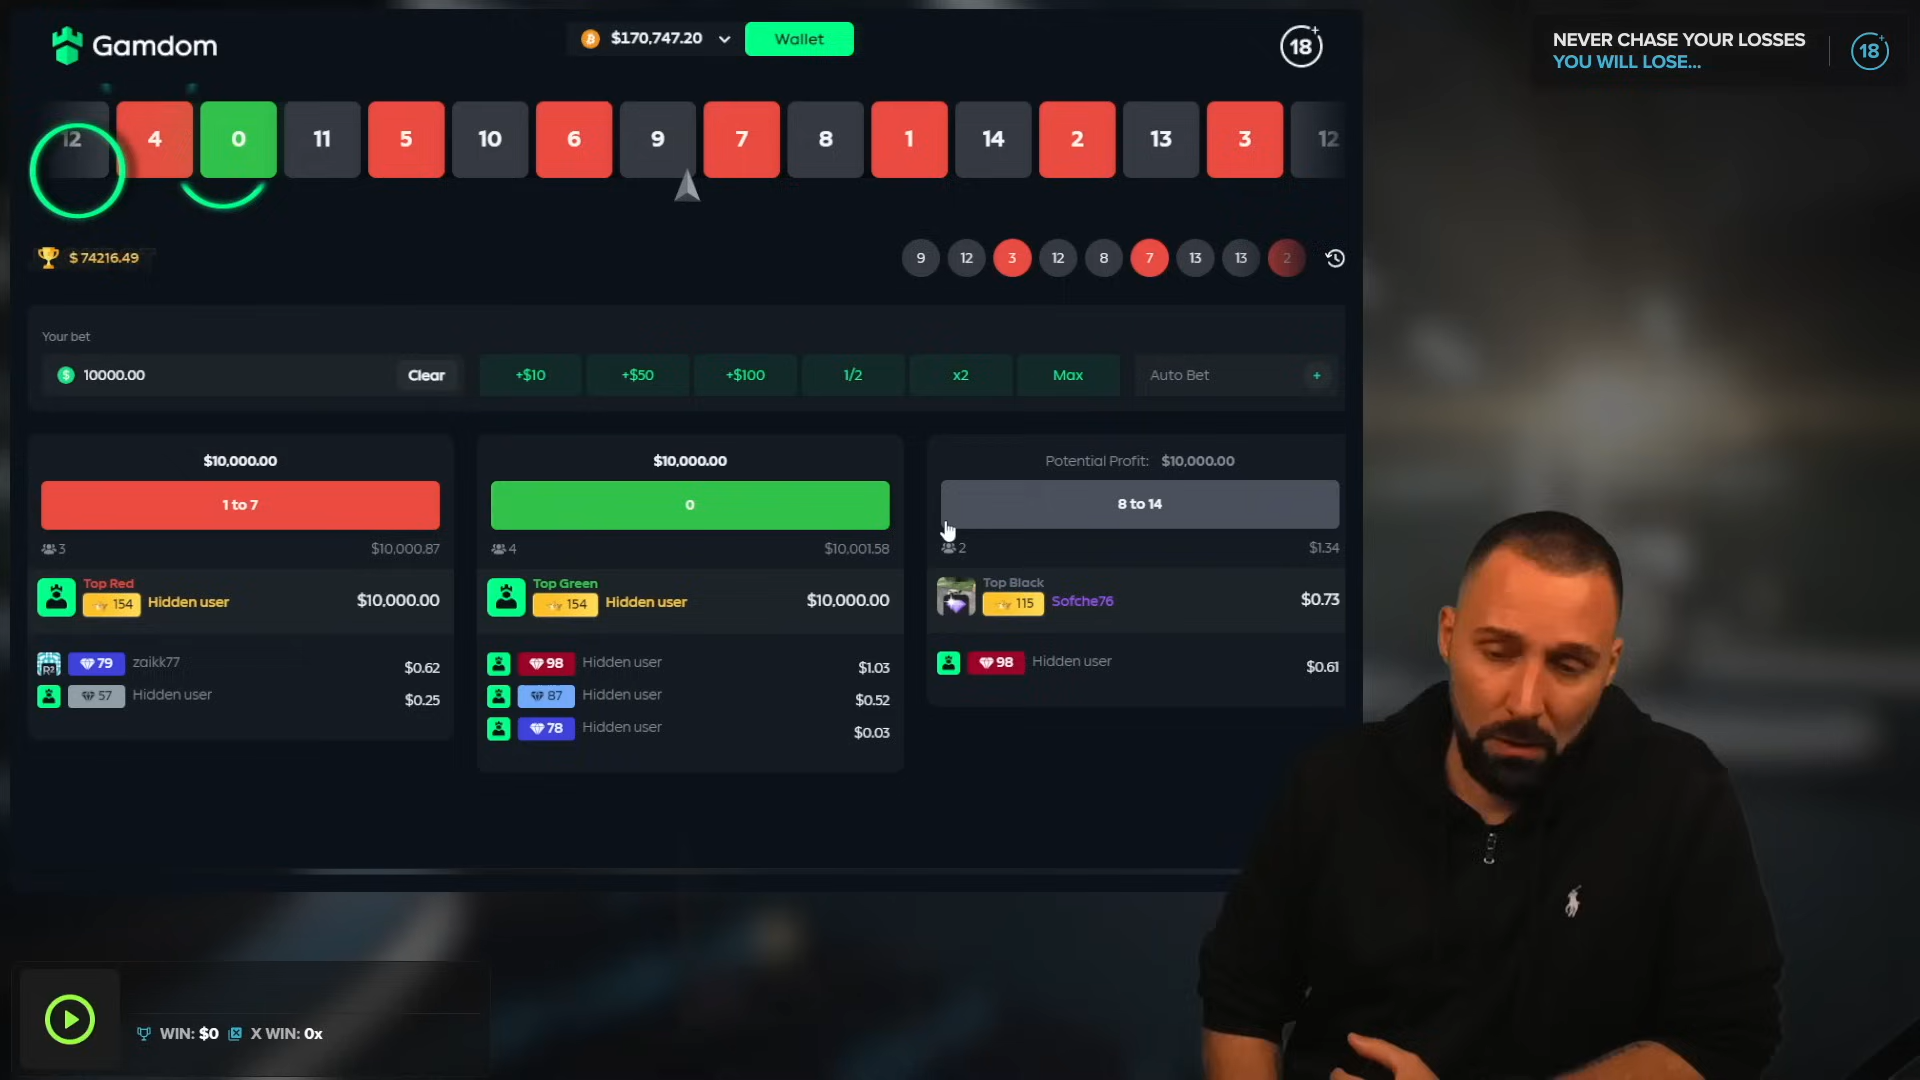 Gamdom
$170,747.20
Wallet
18+
NEVER CHASE YOUR LOSSES
YOU WILL LOSE...
18+
12 4 0 11 5 10 6 9 7 8 1 14 2 13 3 12
$ 74216.49
9 12 3 12 8 7 13 13 2
Your bet
$ 10000.00
Clear
+$10
+$50
+$100
1/2
x2
Max
Auto Bet
+
$10,000.00
1 to 7
3
$10,000.87
Top Red
154 Hidden user
$10,000.00
79 zaikk77
$0.62
57 Hidden user
$0.25
$10,000.00
0
4
$10,001.58
Top Green
154 Hidden user
$10,000.00
98 Hidden user
$1.03
87 Hidden user
$0.52
78 Hidden user
$0.03
Potential Profit: $10,000.00
8 to 14
2
$1.34
Top Black
115 Sofche76
$0.73
98 Hidden user
$0.61
WIN: $0 X WIN: 0x